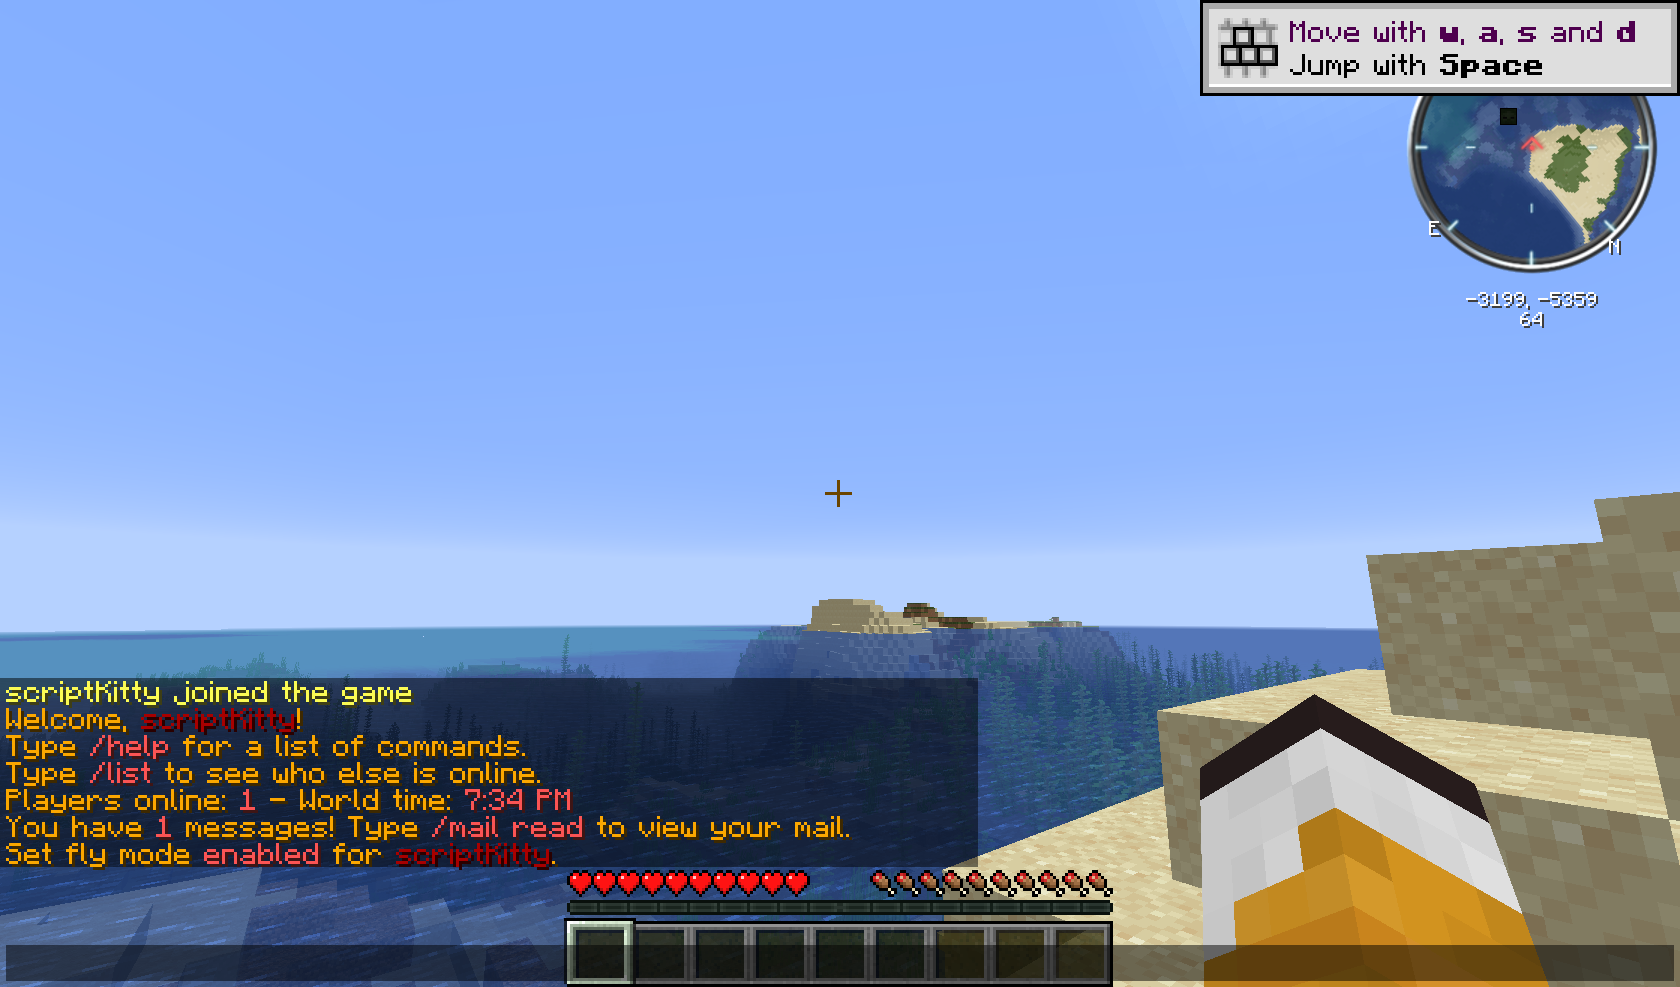 Move with w, a, s and d
Jump with Space
E
N
-3199, -5359
64
scriptKitty joined the game
Welcome, scriptKitty!
Type /help for a list of commands.
Type /list to see who else is online.
Players online: 1 - World time: 7:34 PM
You have 1 messages! Type /mail read to view your mail.
Set fly mode enabled for scriptKitty.